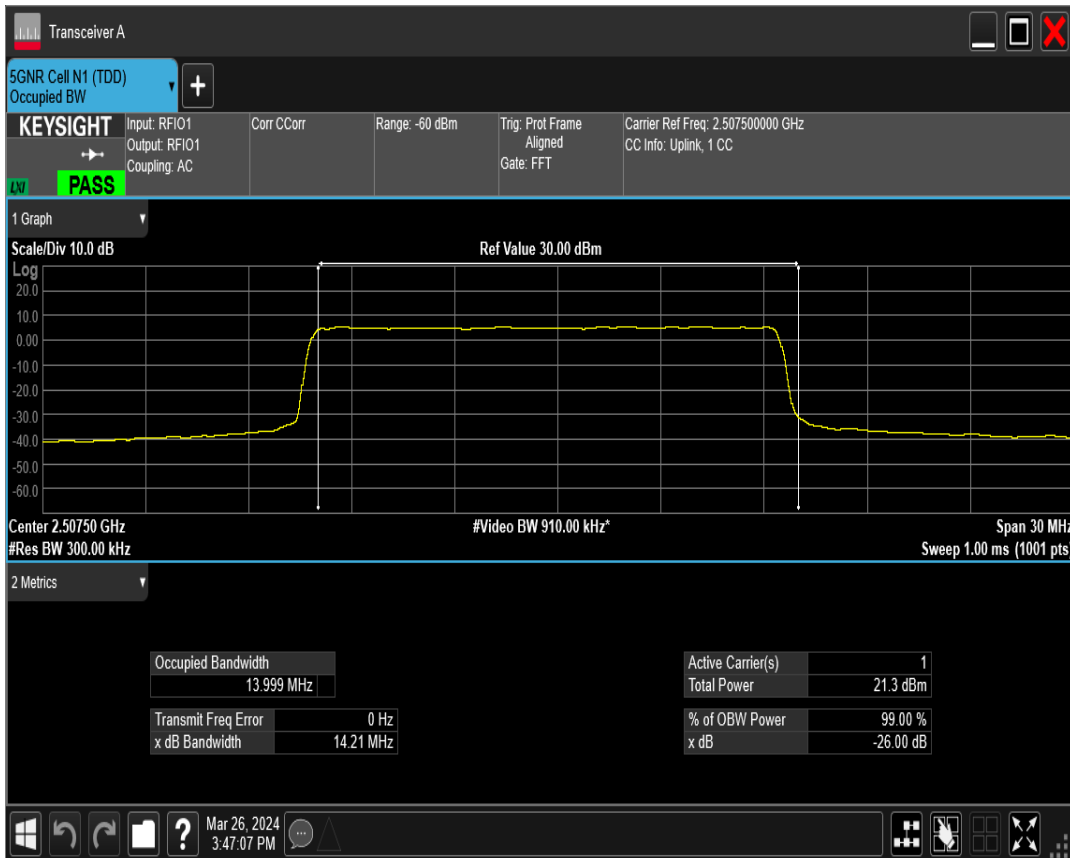 Transceiver A
5GNR Cell N1 (TDD)
Occupied BW
+
KEYSIGHT
LXI
PASS
Input: RFIO1
Output: RFIO1
Coupling: AC
Corr CCorr
Range: -60 dBm
Trig: Prot Frame
Aligned
Gate: FFT
Carrier Ref Freq: 2.507500000 GHz
CC Info: Uplink, 1 CC
1 Graph
Scale/Div 10.0 dB
Ref Value 30.00 dBm
Log
20.0
10.0
0.00
-10.0
-20.0
-30.0
-40.0
-50.0
-60.0
Center 2.50750 GHz
#Video BW 910.00 kHz*
Span 30 MHz
#Res BW 300.00 kHz
Sweep 1.00 ms (1001 pts)
2 Metrics
Occupied Bandwidth
13.999 MHz
Transmit Freq Error 0 Hz
x dB Bandwidth 14.21 MHz
Active Carrier(s) 1
Total Power 21.3 dBm
% of OBW Power 99.00 %
x dB -26.00 dB
?
Mar 26, 2024
3:47:07 PM